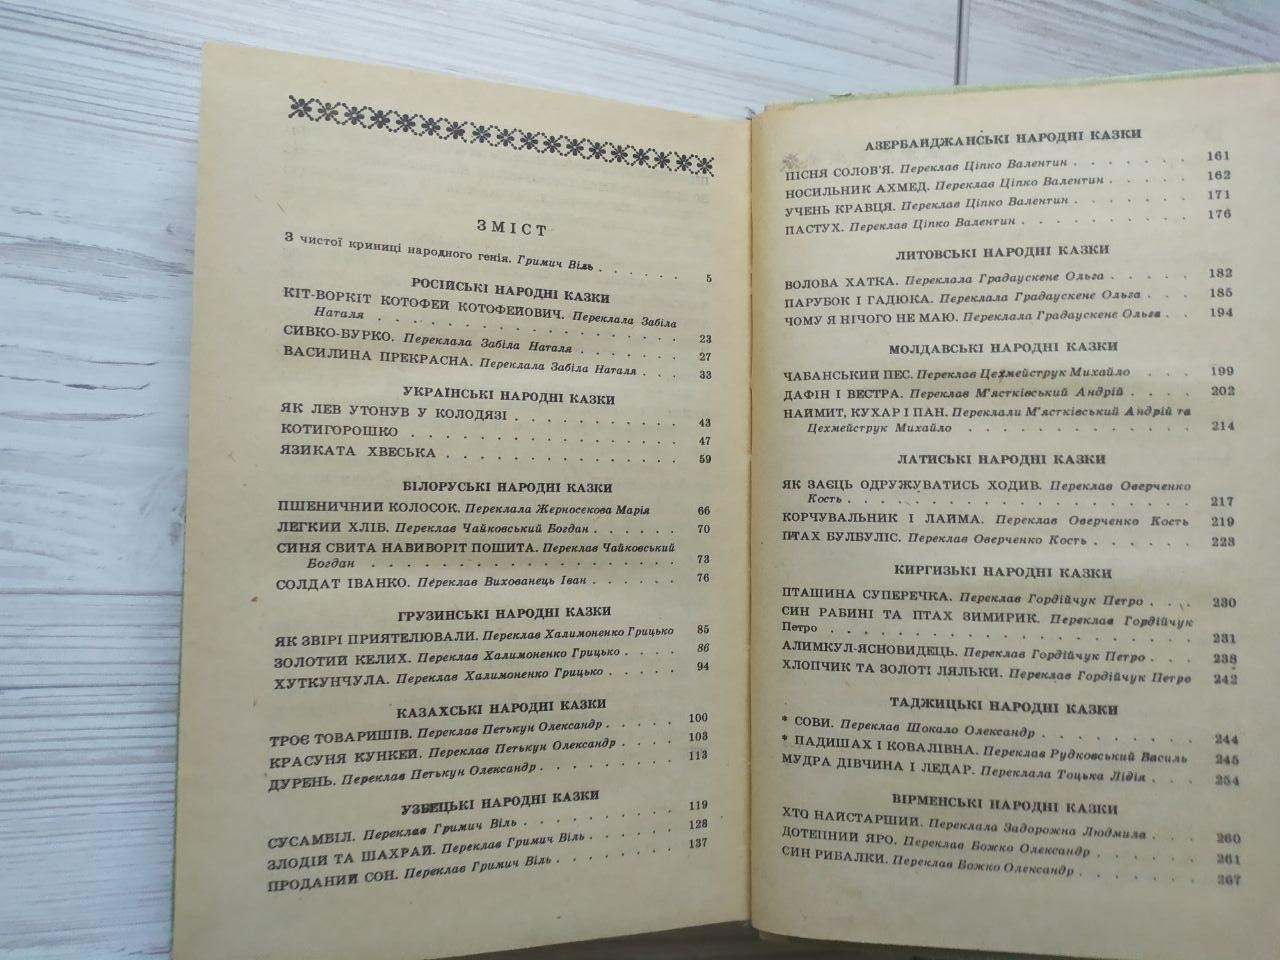 ЗМІСТ
З чистої криниці народного генія. Гримич Віль . . . . . . 5
РОСІЙСЬКІ НАРОДНІ КАЗКИ
КІТ-ВОРКІТ КОТОФЕЙ КОТОФЕЙОВИЧ. Переклала Забіла
Наталя . . . . . . . . . . . . . . . 23
СИВКО-БУРКО. Переклала Забіла Наталя . . . . . . 27
ВАСИЛИНА ПРЕКРАСНА. Переклала Забіла Наталя . . . 33
УКРАЇНСЬКІ НАРОДНІ КАЗКИ
ЯК ЛЕВ УТОНУВ У КОЛОДЯЗІ . . . . . . . . . 43
КОТИГОРОШКО . . . . . . . . . . . . . . 47
ЯЗИКАТА ХВЕСЬКА . . . . . . . . . . . . 59
БІЛОРУСЬКІ НАРОДНІ КАЗКИ
ПШЕНИЧНИЙ КОЛОСОК. Переклала Жерносекова Марія 66
ЛЕГКИЙ ХЛІБ. Переклав Чайковський Богдан . . . . . 70
СИНЯ СВИТА НАВИВОРІТ ПОШИТА. Переклав Чайковський
Богдан . . . . . . . . . . . . . . . . 73
СОЛДАТ ІВАНКО. Переклав Вихованець Іван . . . . . 76
ГРУЗИНСЬКІ НАРОДНІ КАЗКИ
ЯК ЗВІРІ ПРИЯТЕЛЮВАЛИ. Переклав Халимоненко Грицько 85
ЗОЛОТИЙ КЕЛИХ. Переклав Халимоненко Грицько . . . . 86
ХУТКУНЧУЛА. Переклав Халимоненко Грицько . . . . . 94
КАЗАХСЬКІ НАРОДНІ КАЗКИ
ТРОЄ ТОВАРИШІВ. Переклав Петькун Олександр . . . . . 100
КРАСУНЯ КУНКЕЙ. Переклав Петькун Олександр . . . . 103
ДУРЕНЬ. Переклав Петькун Олександр . . . . . . . . 113
УЗБЕЦЬКІ НАРОДНІ КАЗКИ
СУСАМБІЛ. Переклав Гримич Віль . . . . . . . . . 119
ЗЛОДІЙ ТА ШАХРАЙ. Переклав Гримич Віль . . . . . . 128
ПРОДАНИЙ СОН. Переклав Гримич Віль . . . . . . . . 137
АЗЕРБАЙДЖАНСЬКІ НАРОДНІ КАЗКИ
ПІСНЯ СОЛОВ'Я. Переклав Ціпко Валентин . . . . . . . 161
НОСИЛЬНИК АХМЕД. Переклав Ціпко Валентин . . . . . 162
УЧЕНЬ КРАВЦЯ. Переклав Ціпко Валентин . . . . . . . 171
ПАСТУХ. Переклав Ціпко Валентин . . . . . . . . . . 176
ЛИТОВСЬКІ НАРОДНІ КАЗКИ
ВОЛОВА ХАТКА. Переклала Градаускене Ольга . . . . . . 182
ПАРУБОК І ГАДЮКА. Переклала Градаускене Ольга . . . . 185
ЧОМУ Я НІЧОГО НЕ МАЮ. Переклала Градаускене Ольга . . 194
МОЛДАВСЬКІ НАРОДНІ КАЗКИ
ЧАБАНСЬКИЙ ПЕС. Переклав Цехмейструк Михайло . . . 199
ДАФІН І ВЕСТРА. Переклав М'ястківський Андрій . . . . 202
НАЙМИТ, КУХАР І ПАН. Переклали М'ястківський Андрій та
Цехмейструк Михайло . . . . . . . . . . . 214
ЛАТИСЬКІ НАРОДНІ КАЗКИ
ЯК ЗАЄЦЬ ОДРУЖУВАТИСЬ ХОДИВ. Переклав Оверченко
Кость . . . . . . . . . . . . . . . . . 217
КОРЧУВАЛЬНИК І ЛАЙМА. Переклав Оверченко Кость 219
ПТАХ БУЛБУЛІС. Переклав Оверченко Кость . . . . . 223
КИРГИЗЬКІ НАРОДНІ КАЗКИ
ПТАШИНА СУПЕРЕЧКА. Переклав Гордійчук Петро . . . 230
СИН РАБИНІ ТА ПТАХ ЗИМИРИК. Переклав Гордійчук
Петро . . . . . . . . . . . . . . . . . 231
АЛИМКУЛ-ЯСНОВИДЕЦЬ. Переклав Гордійчук Петро . . . 238
ХЛОПЧИК ТА ЗОЛОТІ ЛЯЛЬКИ. Переклав Гордійчук Петро 242
ТАДЖИЦЬКІ НАРОДНІ КАЗКИ
* СОВИ. Переклав Шокало Олександр . . . . . . . . . 244
* ПАДИШАХ І КОВАЛІВНА. Переклав Рудковський Василь 245
МУДРА ДІВЧИНА І ЛЕДАР. Переклала Тоцька Лідія . . . . 254
ВІРМЕНСЬКІ НАРОДНІ КАЗКИ
ХТО НАЙСТАРШИЙ. Переклала Задорожна Людмила . . . . 260
ДОТЕПНИЙ ЯРО. Переклав Божко Олександр . . . . . . . 261
СИН РИБАЛКИ. Переклав Божко Олександр . . . . . . . 267